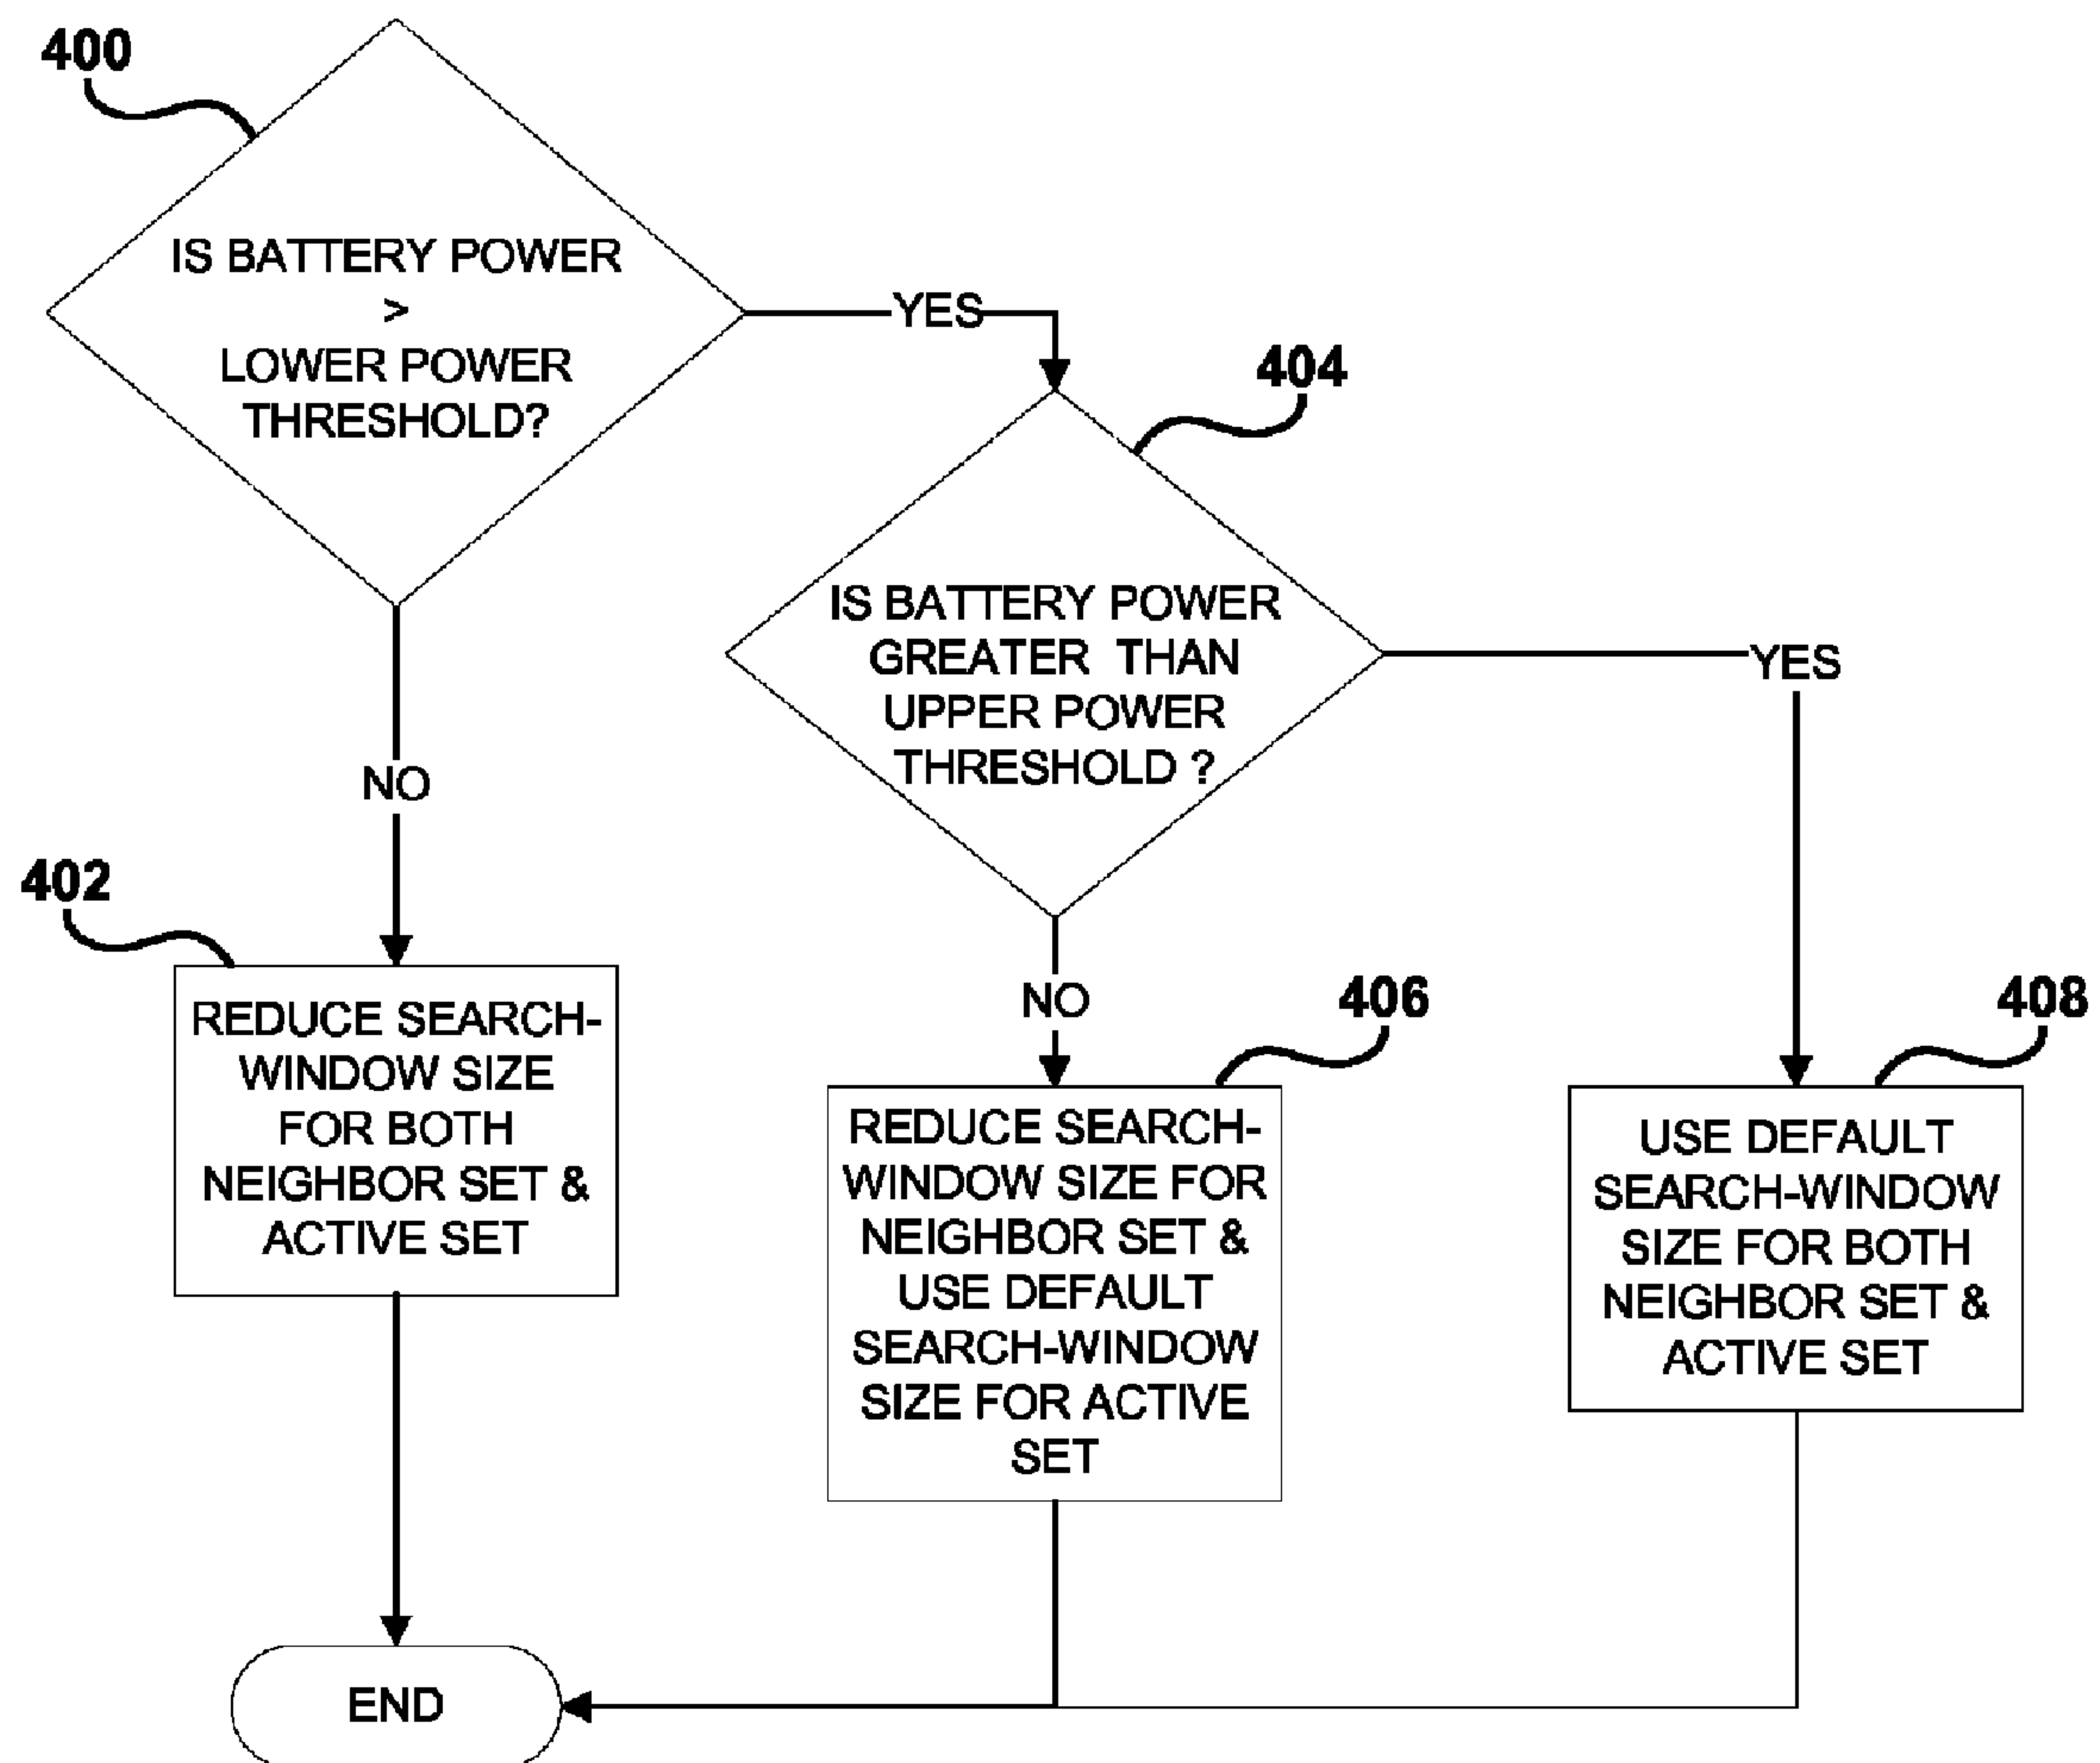 400
IS BATTERY POWER
>
LOWER POWER
THRESHOLD?
YES
404
IS BATTERY POWER
GREATER THAN
UPPER POWER
THRESHOLD ?
YES
NO
402
REDUCE SEARCH-
WINDOW SIZE
FOR BOTH
NEIGHBOR SET &
ACTIVE SET
NO
406
REDUCE SEARCH-
WINDOW SIZE FOR
NEIGHBOR SET &
USE DEFAULT
SEARCH-WINDOW
SIZE FOR ACTIVE
SET
408
USE DEFAULT
SEARCH-WINDOW
SIZE FOR BOTH
NEIGHBOR SET &
ACTIVE SET
END